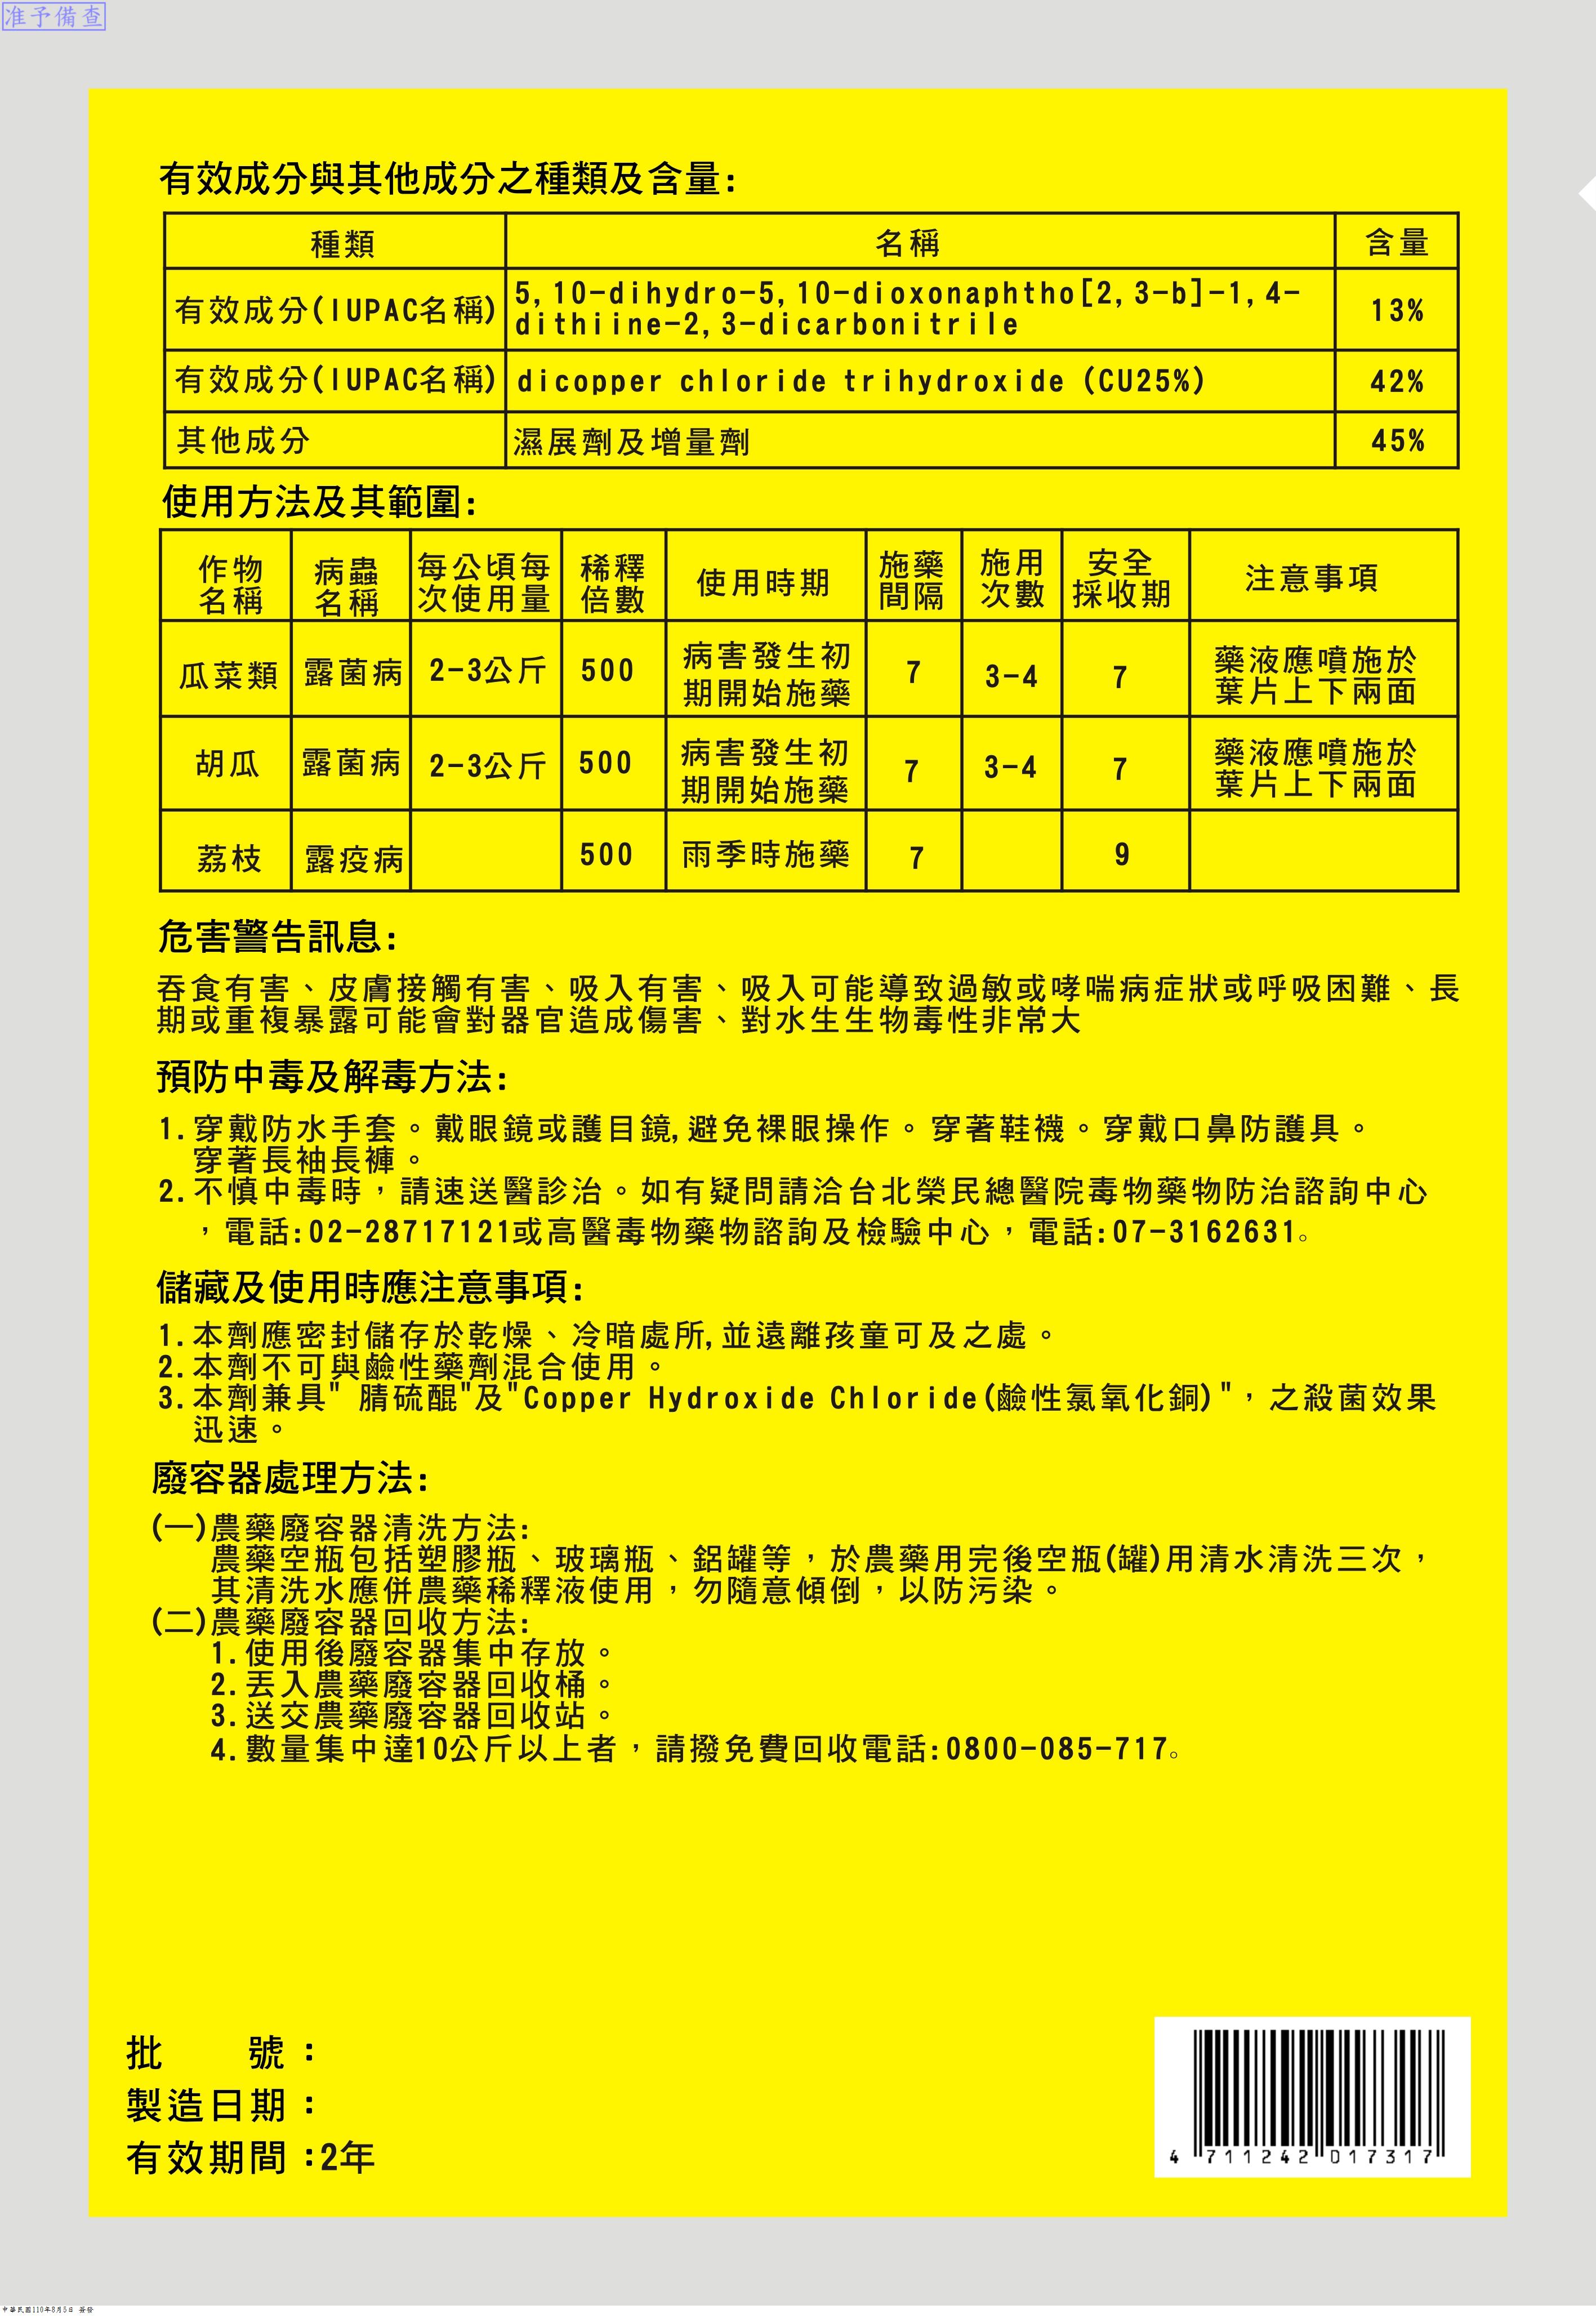 准予備查
有效成分與其他成分之種類及含量:
種類 名稱 含量
有效成分(IUPAC名稱) 5,10-dihydro-5,10-dioxonaphtho[2,3-b]-1,4-
dithiine-2,3-dicarbonitrile 13%
有效成分(IUPAC名稱) dicopper chloride trihydroxide (CU25%) 42%
其他成分 濕展劑及增量劑 45%
使用方法及其範圍:
作物 病蟲 每公頃每 稀釋 使用時期 施藥 施用 安全 注意事項
名稱 名稱 次使用量 倍數 間隔 次數 採收期
瓜菜類 露菌病 2-3公斤 500 病害發生初 7 3-4 7 藥液應噴施於
期開始施藥 葉片上下兩面
胡瓜 露菌病 2-3公斤 500 病害發生初 7 3-4 7 藥液應噴施於
期開始施藥 葉片上下兩面
荔枝 露疫病 500 雨季時施藥 7 9
危害警告訊息:
吞食有害、皮膚接觸有害、吸入有害、吸入可能導致過敏或哮喘病症狀或呼吸困難、長
期或重複暴露可能會對器官造成傷害、對水生生物毒性非常大
預防中毒及解毒方法:
1.穿戴防水手套。戴眼鏡或護目鏡,避免裸眼操作。穿著鞋襪。穿戴口鼻防護具。
穿著長袖長褲。
2.不慎中毒時，請速送醫診治。如有疑問請洽台北榮民總醫院毒物藥物防治諮詢中心
，電話:02-28717121或高醫毒物藥物諮詢及檢驗中心，電話:07-3162631。
儲藏及使用時應注意事項:
1.本劑應密封儲存於乾燥、冷暗處所,並遠離孩童可及之處。
2.本劑不可與鹼性藥劑混合使用。
3.本劑兼具" 腈硫醌"及"Copper Hydroxide Chloride(鹼性氯氧化銅)"，之殺菌效果
迅速。
廢容器處理方法:
(一)農藥廢容器清洗方法:
農藥空瓶包括塑膠瓶、玻璃瓶、鋁罐等，於農藥用完後空瓶(罐)用清水清洗三次，
其清洗水應併農藥稀釋液使用，勿隨意傾倒，以防污染。
(二)農藥廢容器回收方法:
1.使用後廢容器集中存放。
2.丟入農藥廢容器回收桶。
3.送交農藥廢容器回收站。
4.數量集中達10公斤以上者，請撥免費回收電話:0800-085-717。
批 號：
製造日期：
有效期間：2年
4 711242 017317
中華民國110年8月5日 簽發